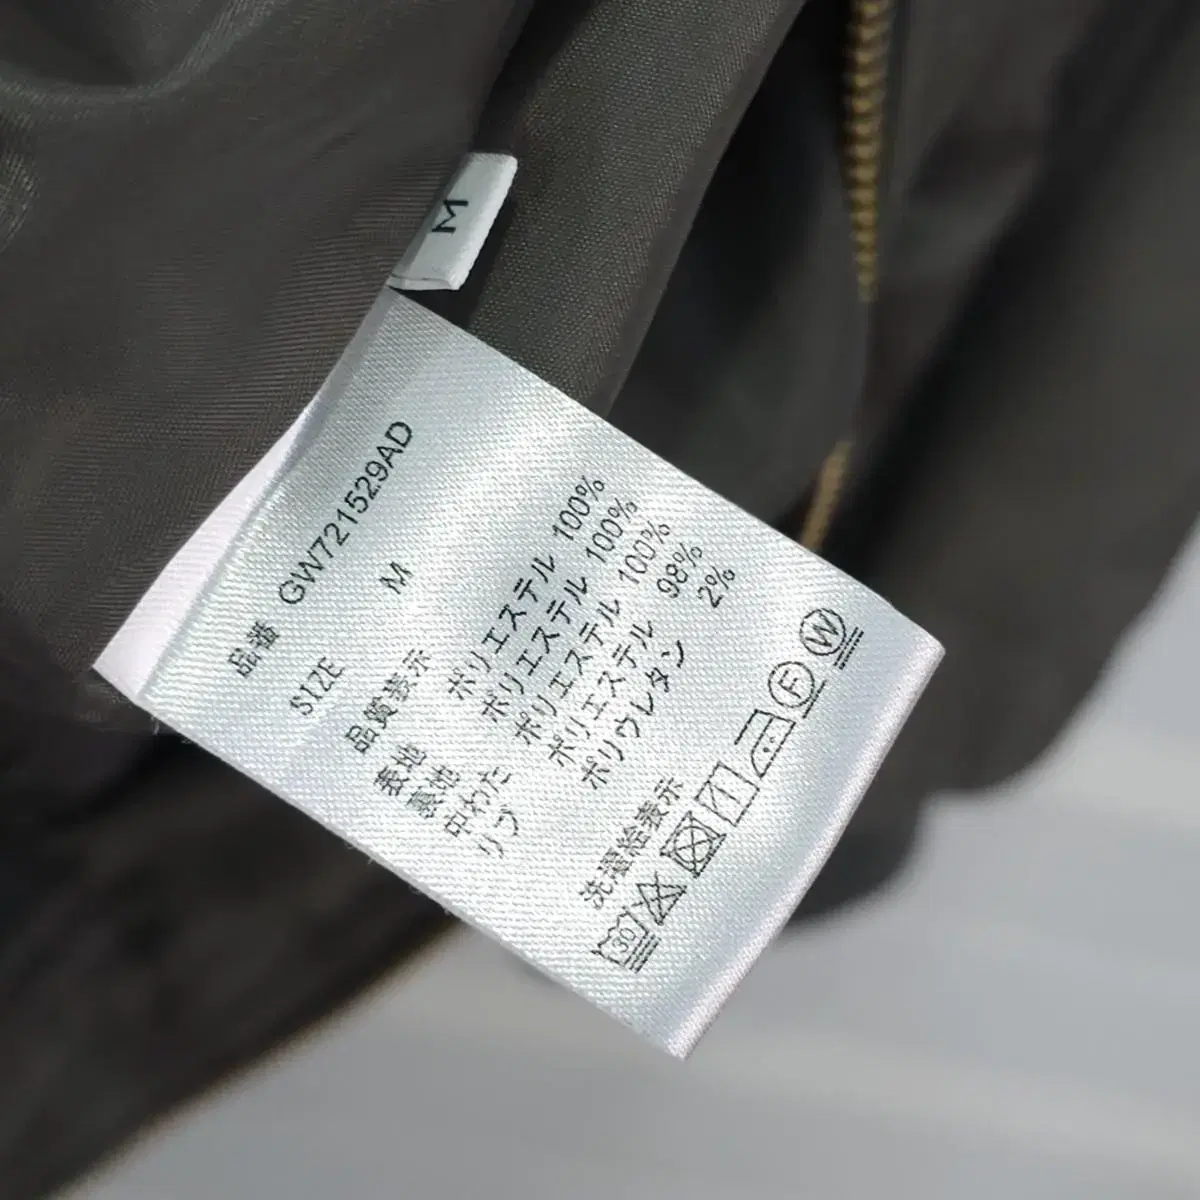 M
品番 GW721529AD
SIZE M
品質表示
表地 ポリエステル 100%
裏地 ポリエステル 100%
中わた ポリエステル 100%
リブ ポリエステル 98%
ポリウレタン 2%
洗濯絵表示
30 F W